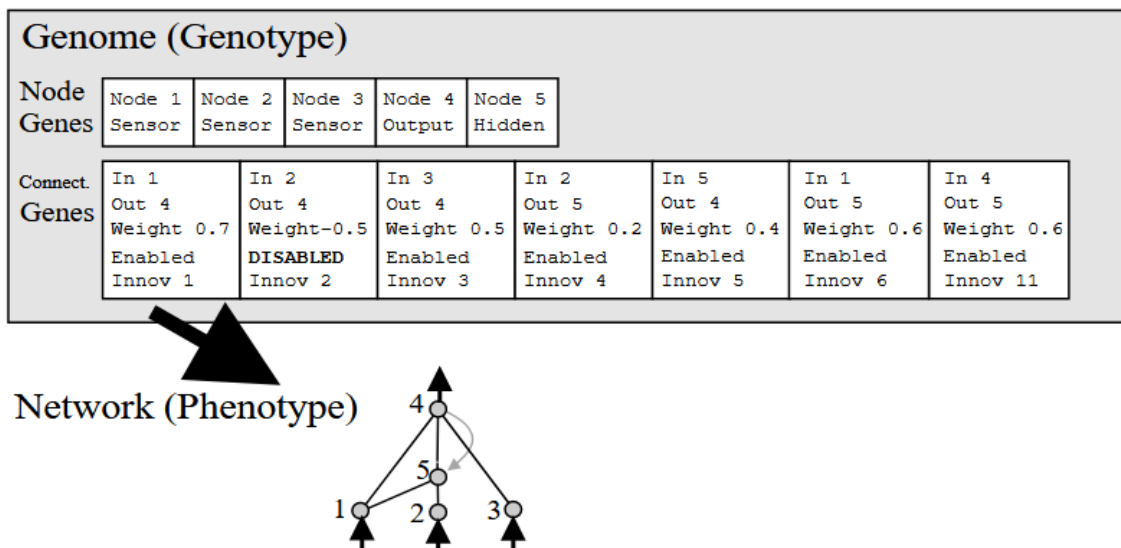 Genome (Genotype)
Node Genes
Node 1 Node 2 Node 3 Node 4 Node 5
Sensor Sensor Sensor Output Hidden
Connect. Genes
In 1 In 2 In 3 In 2 In 5 In 1 In 4
Out 4 Out 4 Out 4 Out 5 Out 4 Out 5 Out 5
Weight 0.7 Weight-0.5 Weight 0.5 Weight 0.2 Weight 0.4 Weight 0.6 Weight 0.6
Enabled DISABLED Enabled Enabled Enabled Enabled Enabled
Innov 1 Innov 2 Innov 3 Innov 4 Innov 5 Innov 6 Innov 11
Network (Phenotype)
4
5
1 2 3